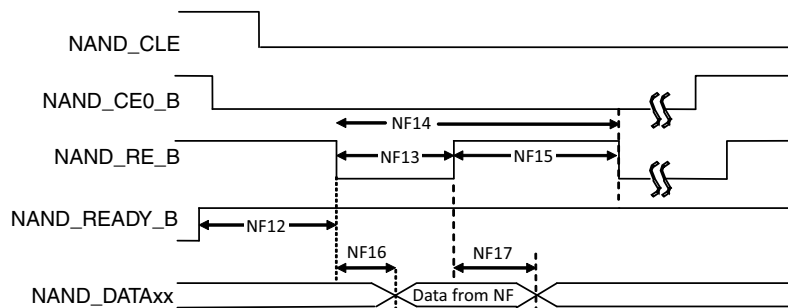 NAND_CLE
NAND_CE0_B
NF14
NAND_RE_B
NF13
NF15
NAND_READY_B
NF12
NF16
NF17
NAND_DATAxx
Data from NF